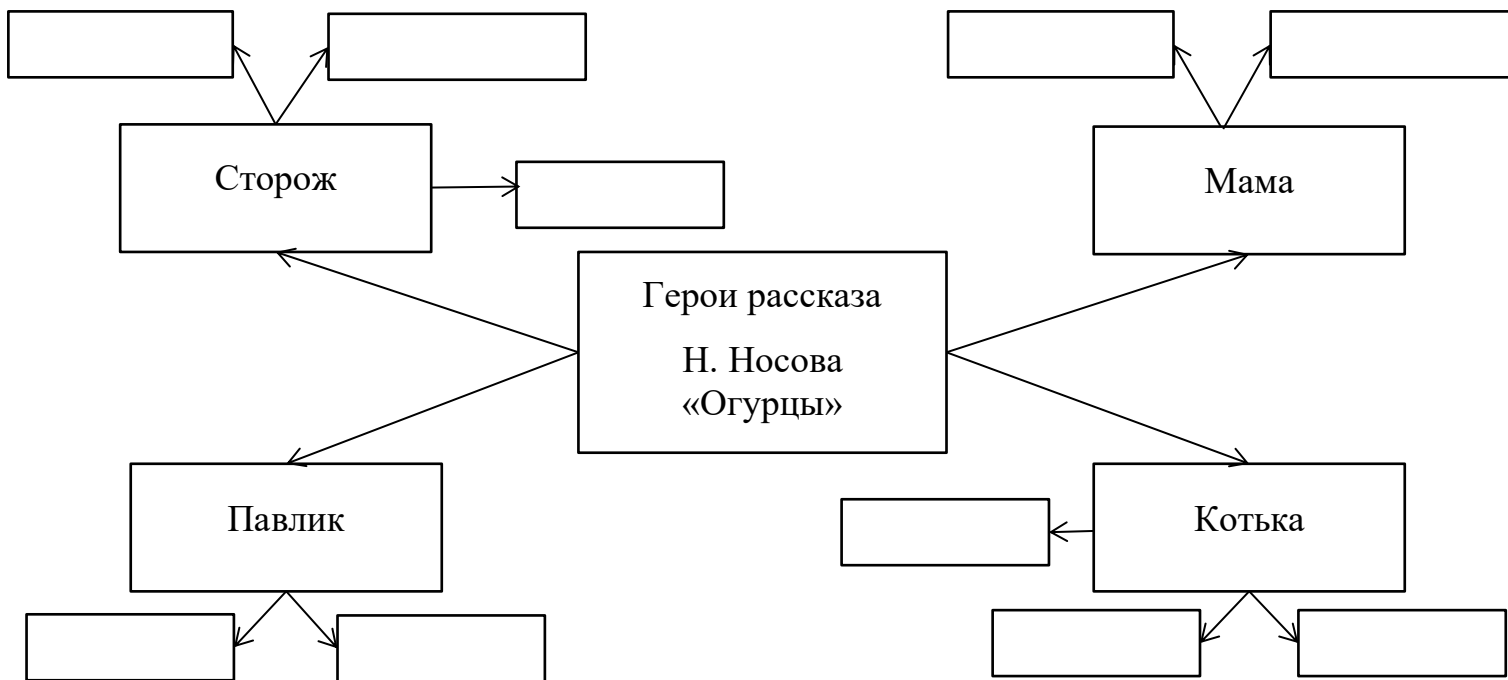 Сторож
Мама
Герои рассказа
Н. Носова
«Огурцы»
Павлик
Котька